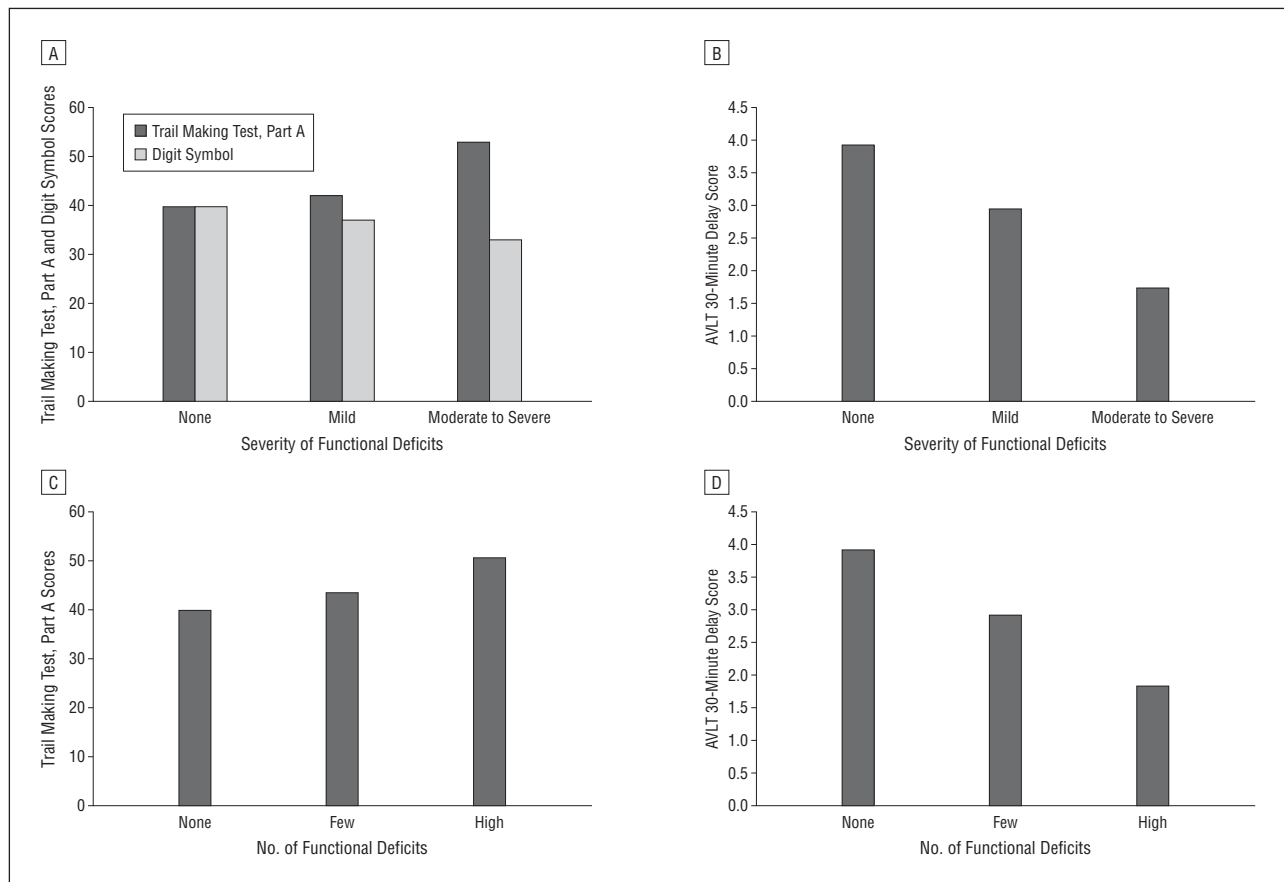 A
Trail Making Test, Part A and Digit Symbol Scores
60
50
40
30
20
10
0
Trail Making Test, Part A
Digit Symbol
None Mild Moderate to Severe
Severity of Functional Deficits
B
AVLT 30-Minute Delay Score
4.5
4.0
3.5
3.0
2.5
2.0
1.5
1.0
0.5
0.0
None Mild Moderate to Severe
Severity of Functional Deficits
C
Trail Making Test, Part A Scores
60
50
40
30
20
10
0
None Few High
No. of Functional Deficits
D
AVLT 30-Minute Delay Score
4.5
4.0
3.5
3.0
2.5
2.0
1.5
1.0
0.5
0.0
None Few High
No. of Functional Deficits